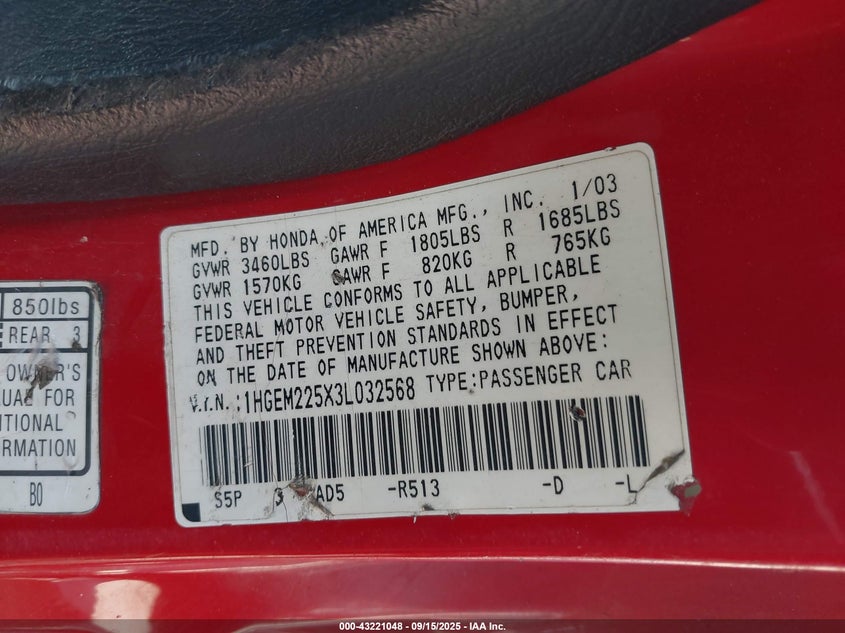 850lbs
REAR 3
OWNER'S
FOR
ITIONAL
RMATION
B0
MFD. BY HONDA OF AMERICA MFG., INC. 1/03
GVWR 3460LBS GAWR F 1805LBS R 1685LBS
GVWR 1570KG GAWR F 820KG R 765KG
THIS VEHICLE CONFORMS TO ALL APPLICABLE
FEDERAL MOTOR VEHICLE SAFETY, BUMPER,
AND THEFT PREVENTION STANDARDS IN EFFECT
ON THE DATE OF MANUFACTURE SHOWN ABOVE:
V.I.N.:1HGEM225X3L032568 TYPE:PASSENGER CAR
S5P 3 AD5 -R513 -D -L
000-43221048 - 09/15/2025 - IAA Inc.